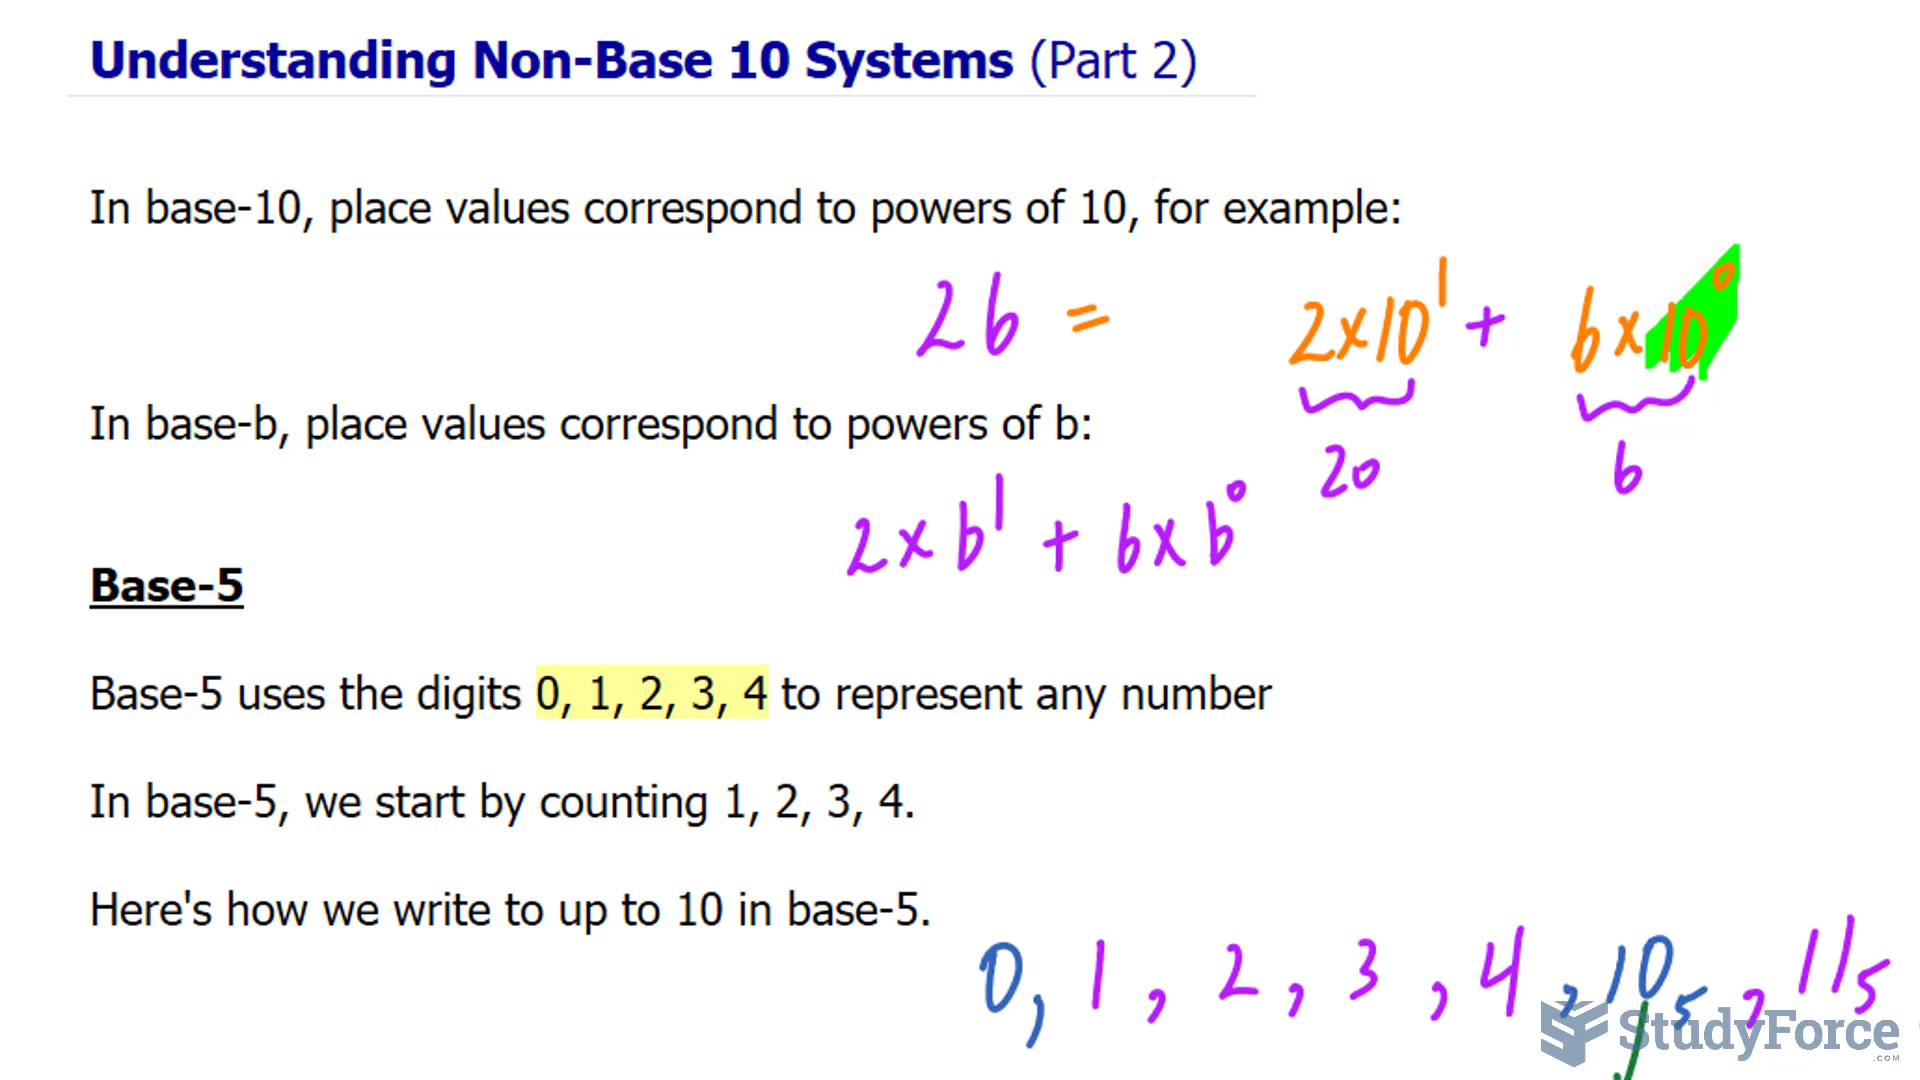 Understanding Non-Base 10 Systems (Part 2)
In base-10, place values correspond to powers of 10, for example:
26 = 2x10¹ + 6x10⁰
20 6
In base-b, place values correspond to powers of b:
2xb¹ + 6xb⁰
Base-5
Base-5 uses the digits 0, 1, 2, 3, 4 to represent any number
In base-5, we start by counting 1, 2, 3, 4.
Here's how we write to up to 10 in base-5.
0, 1, 2, 3, 4, 10₅, 11₅
StudyForce
.COM